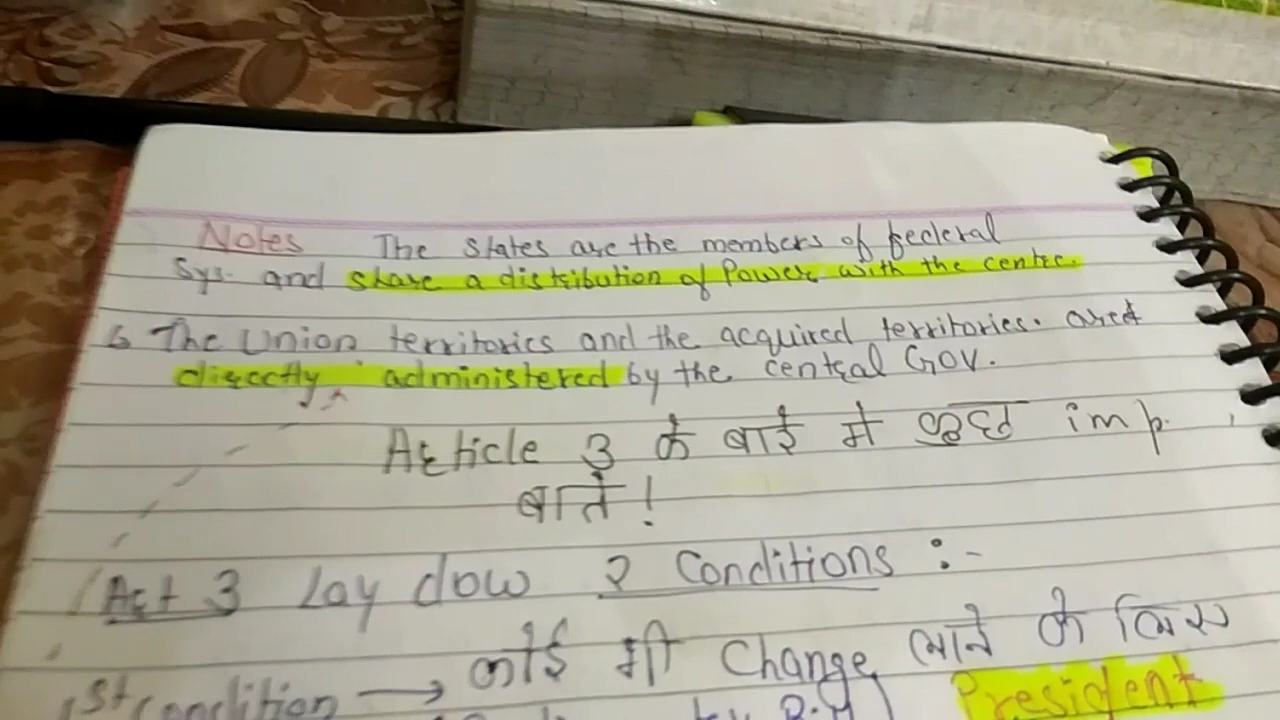 Notes The states are the members of federal
Sys. and share a distribution of Power with the centre.
The Union territories and the acquired territories. are
directly administered by the central Gov.
Article 3 के बारे में कुछ imp.
बाते!
Art 3 Lay dow 2 Conditions :-
1st condition → कोई भी Change लाने के लिए
President